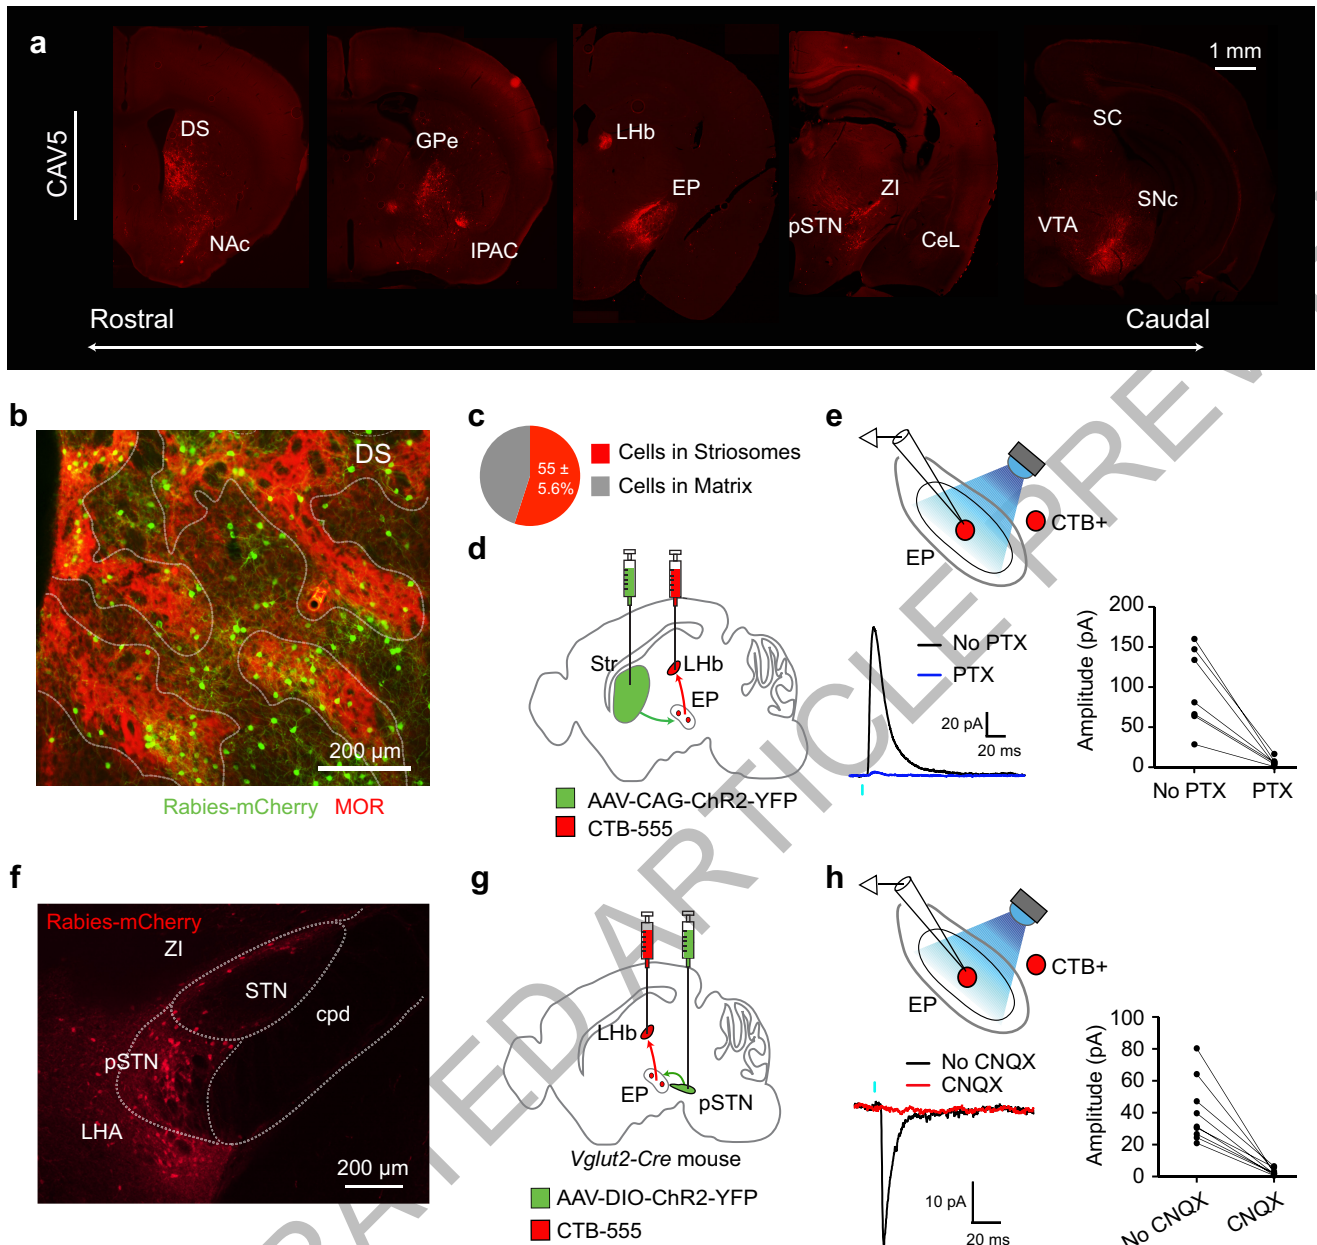 a
1 mm
CAV5
DS
NAc
GPe
IPAC
LHb
EP
ZI
pSTN
CeL
SC
SNc
VTA
Rostral
Caudal
b
DS
200 µm
Rabies-mCherry MOR
c
55 ±
5.6%
Cells in Striosomes
Cells in Matrix
d
Str
LHb
EP
AAV-CAG-ChR2-YFP
CTB-555
e
EP
CTB+
No PTX
PTX
20 pA
20 ms
Amplitude (pA)
200
150
100
50
0
No PTX
PTX
f
Rabies-mCherry
ZI
STN
cpd
pSTN
LHA
200 µm
g
LHb
EP
pSTN
Vglut2-Cre mouse
AAV-DIO-ChR2-YFP
CTB-555
h
EP
CTB+
No CNQX
CNQX
10 pA
20 ms
Amplitude (pA)
100
80
60
40
20
0
No CNQX
CNQX
RATED ARTICLE PREV